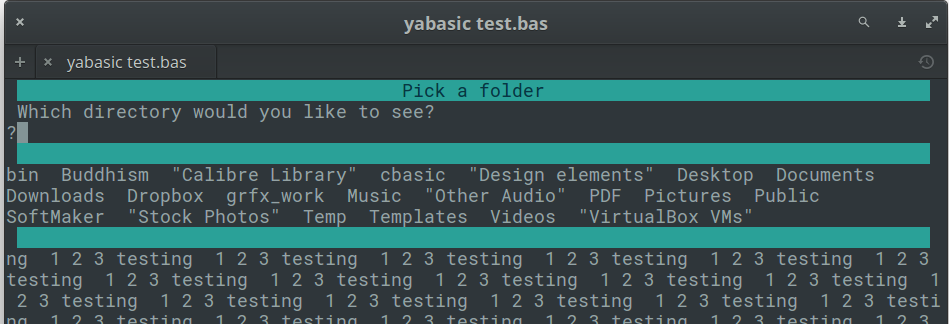 yabasic test.bas
yabasic test.bas
Pick a folder
Which directory would you like to see?
?
bin  Buddhism  "Calibre Library"  cbasic  "Design elements"  Desktop  Documents
Downloads  Dropbox  grfx_work  Music  "Other Audio"  PDF  Pictures  Public
SoftMaker  "Stock Photos"  Temp  Templates  Videos  "VirtualBox VMs"
ng  1 2 3 testing  1 2 3 testing  1 2 3 testing  1 2 3 testing  1 2 3 testing  1 2 3
testing  1 2 3 testing  1 2 3 testing  1 2 3 testing  1 2 3 testing  1 2 3 testing  1
2 3 testing  1 2 3 testing  1 2 3 testing  1 2 3 testing  1 2 3 testing  1 2 3 testi
ng  1 2 3 testing  1 2 3 testing  1 2 3 testing  1 2 3 testing  1 2 3 testing  1 2 3